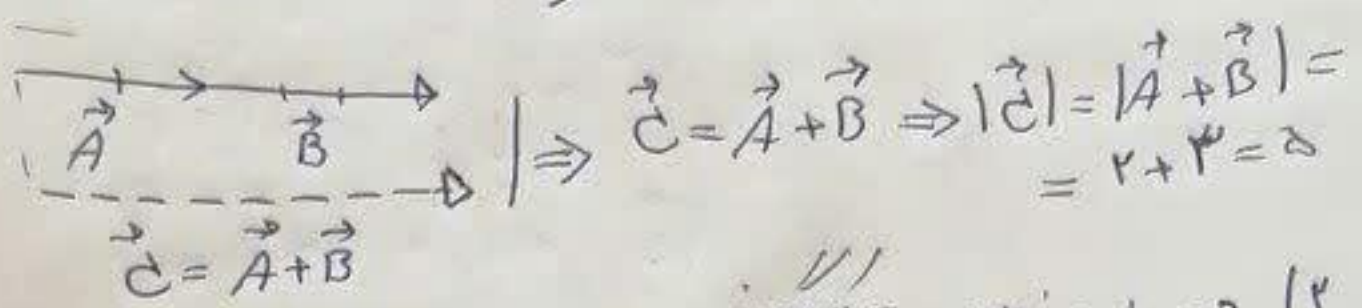 A⃗ B⃗
C⃗ = A⃗ + B⃗
⇒ C⃗ = A⃗ + B⃗ ⇒ |C⃗| = |A⃗ + B⃗| =
= ۲ + ۳ = ۵